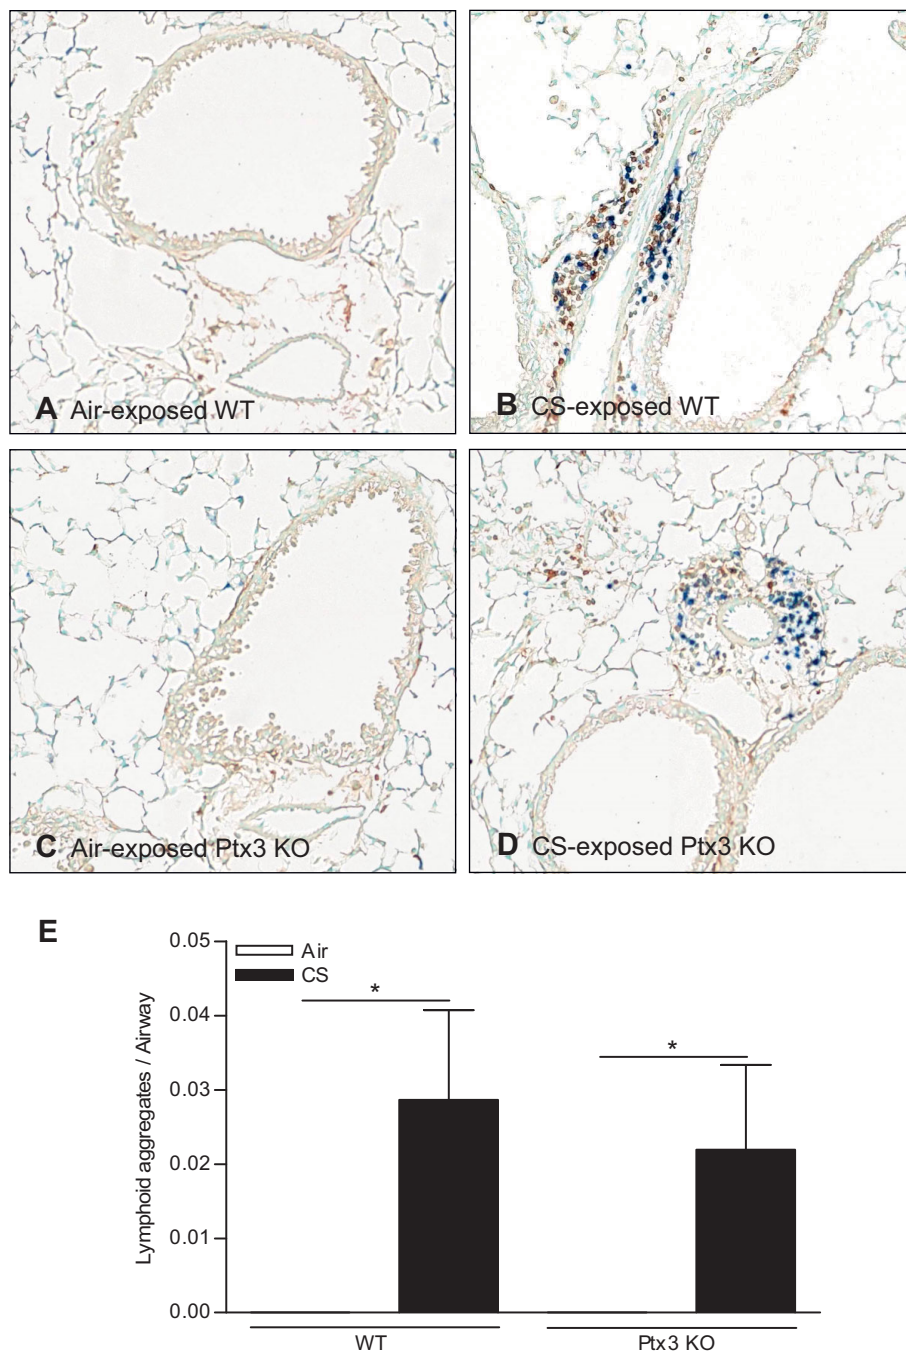 A Air-exposed WT
B CS-exposed WT
C Air-exposed Ptx3 KO
D CS-exposed Ptx3 KO
E
Lymphoid aggregates / Airway
0.05
0.04
0.03
0.02
0.01
0.00
Air
CS
*
*
WT
Ptx3 KO